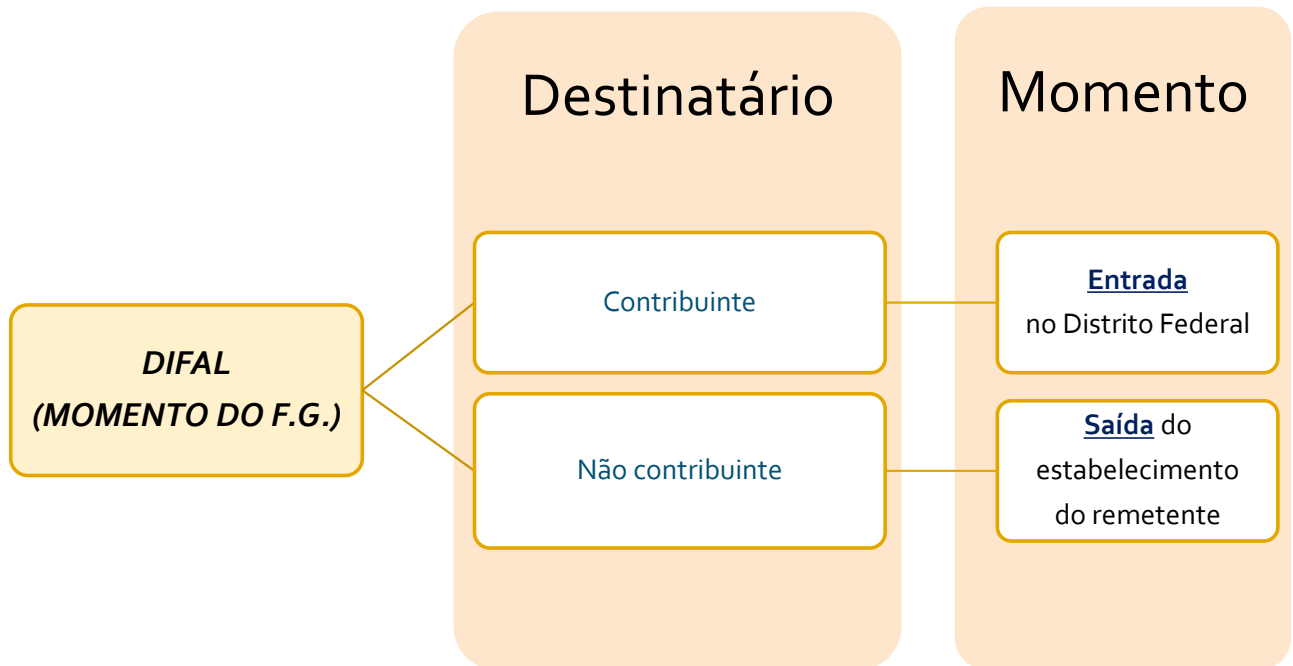 Destinatário
Momento
DIFAL
(MOMENTO DO F.G.)
Contribuinte
Entrada
no Distrito Federal
Não contribuinte
Saída do
estabelecimento
do remetente